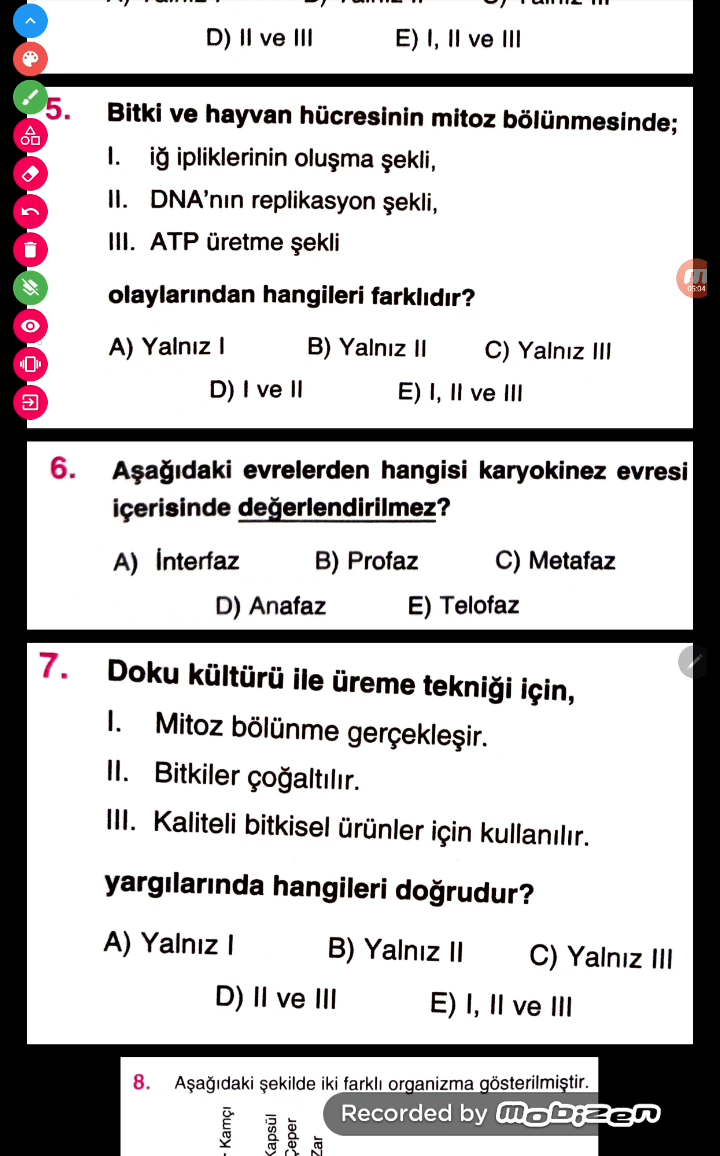 D) II ve III E) I, II ve III
5. Bitki ve hayvan hücresinin mitoz bölünmesinde;
I. iğ ipliklerinin oluşma şekli,
II. DNA'nın replikasyon şekli,
III. ATP üretme şekli
05:04
olaylarından hangileri farklıdır?
A) Yalnız I B) Yalnız II C) Yalnız III
D) I ve II E) I, II ve III
6. Aşağıdaki evrelerden hangisi karyokinez evresi
içerisinde değerlendirilmez?
A) İnterfaz B) Profaz C) Metafaz
D) Anafaz E) Telofaz
7. Doku kültürü ile üreme tekniği için,
I. Mitoz bölünme gerçekleşir.
II. Bitkiler çoğaltılır.
III. Kaliteli bitkisel ürünler için kullanılır.
yargılarında hangileri doğrudur?
A) Yalnız I B) Yalnız II C) Yalnız III
D) II ve III E) I, II ve III
8. Aşağıdaki şekilde iki farklı organizma gösterilmiştir.
Kamçı
Kapsül
Çeper
Zar
Recorded by Mobizen